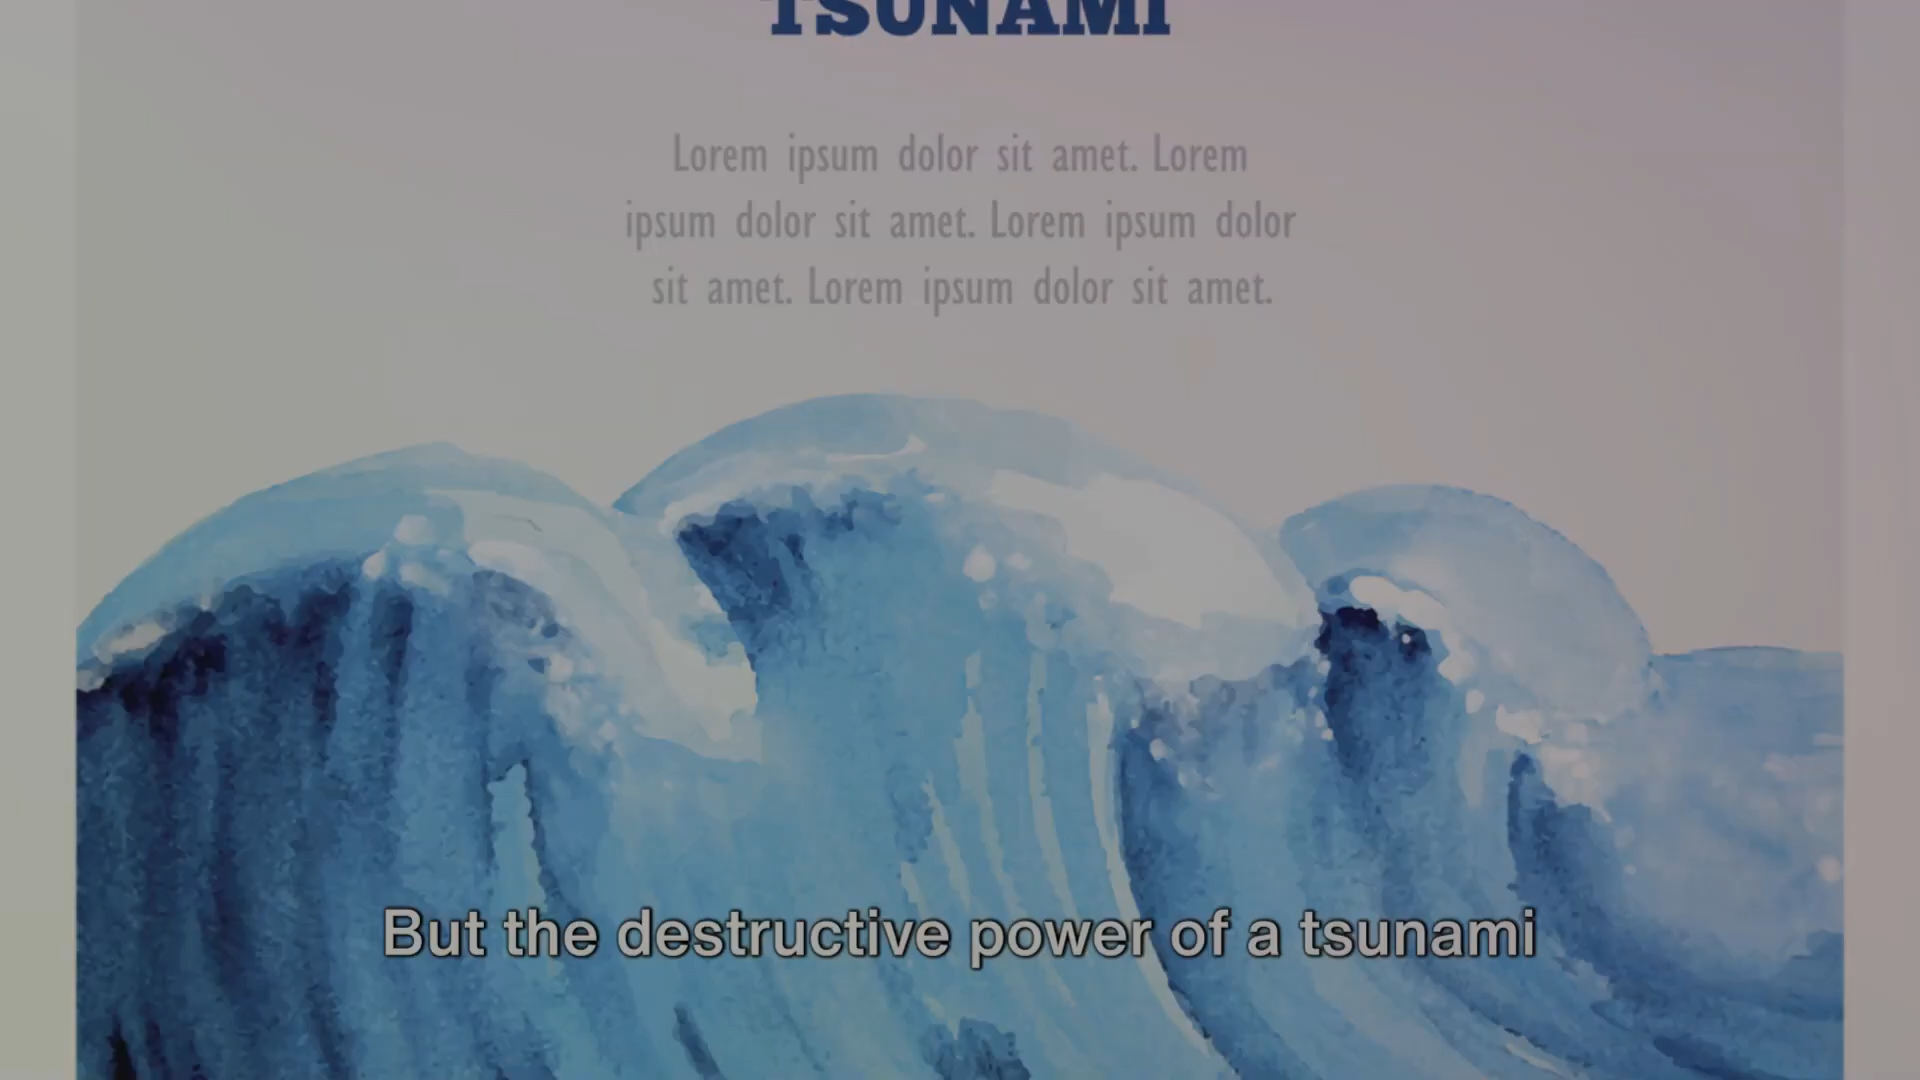 TSUNAMI
Lorem ipsum dolor sit amet. Lorem
ipsum dolor sit amet. Lorem ipsum dolor
sit amet. Lorem ipsum dolor sit amet.
But the destructive power of a tsunami